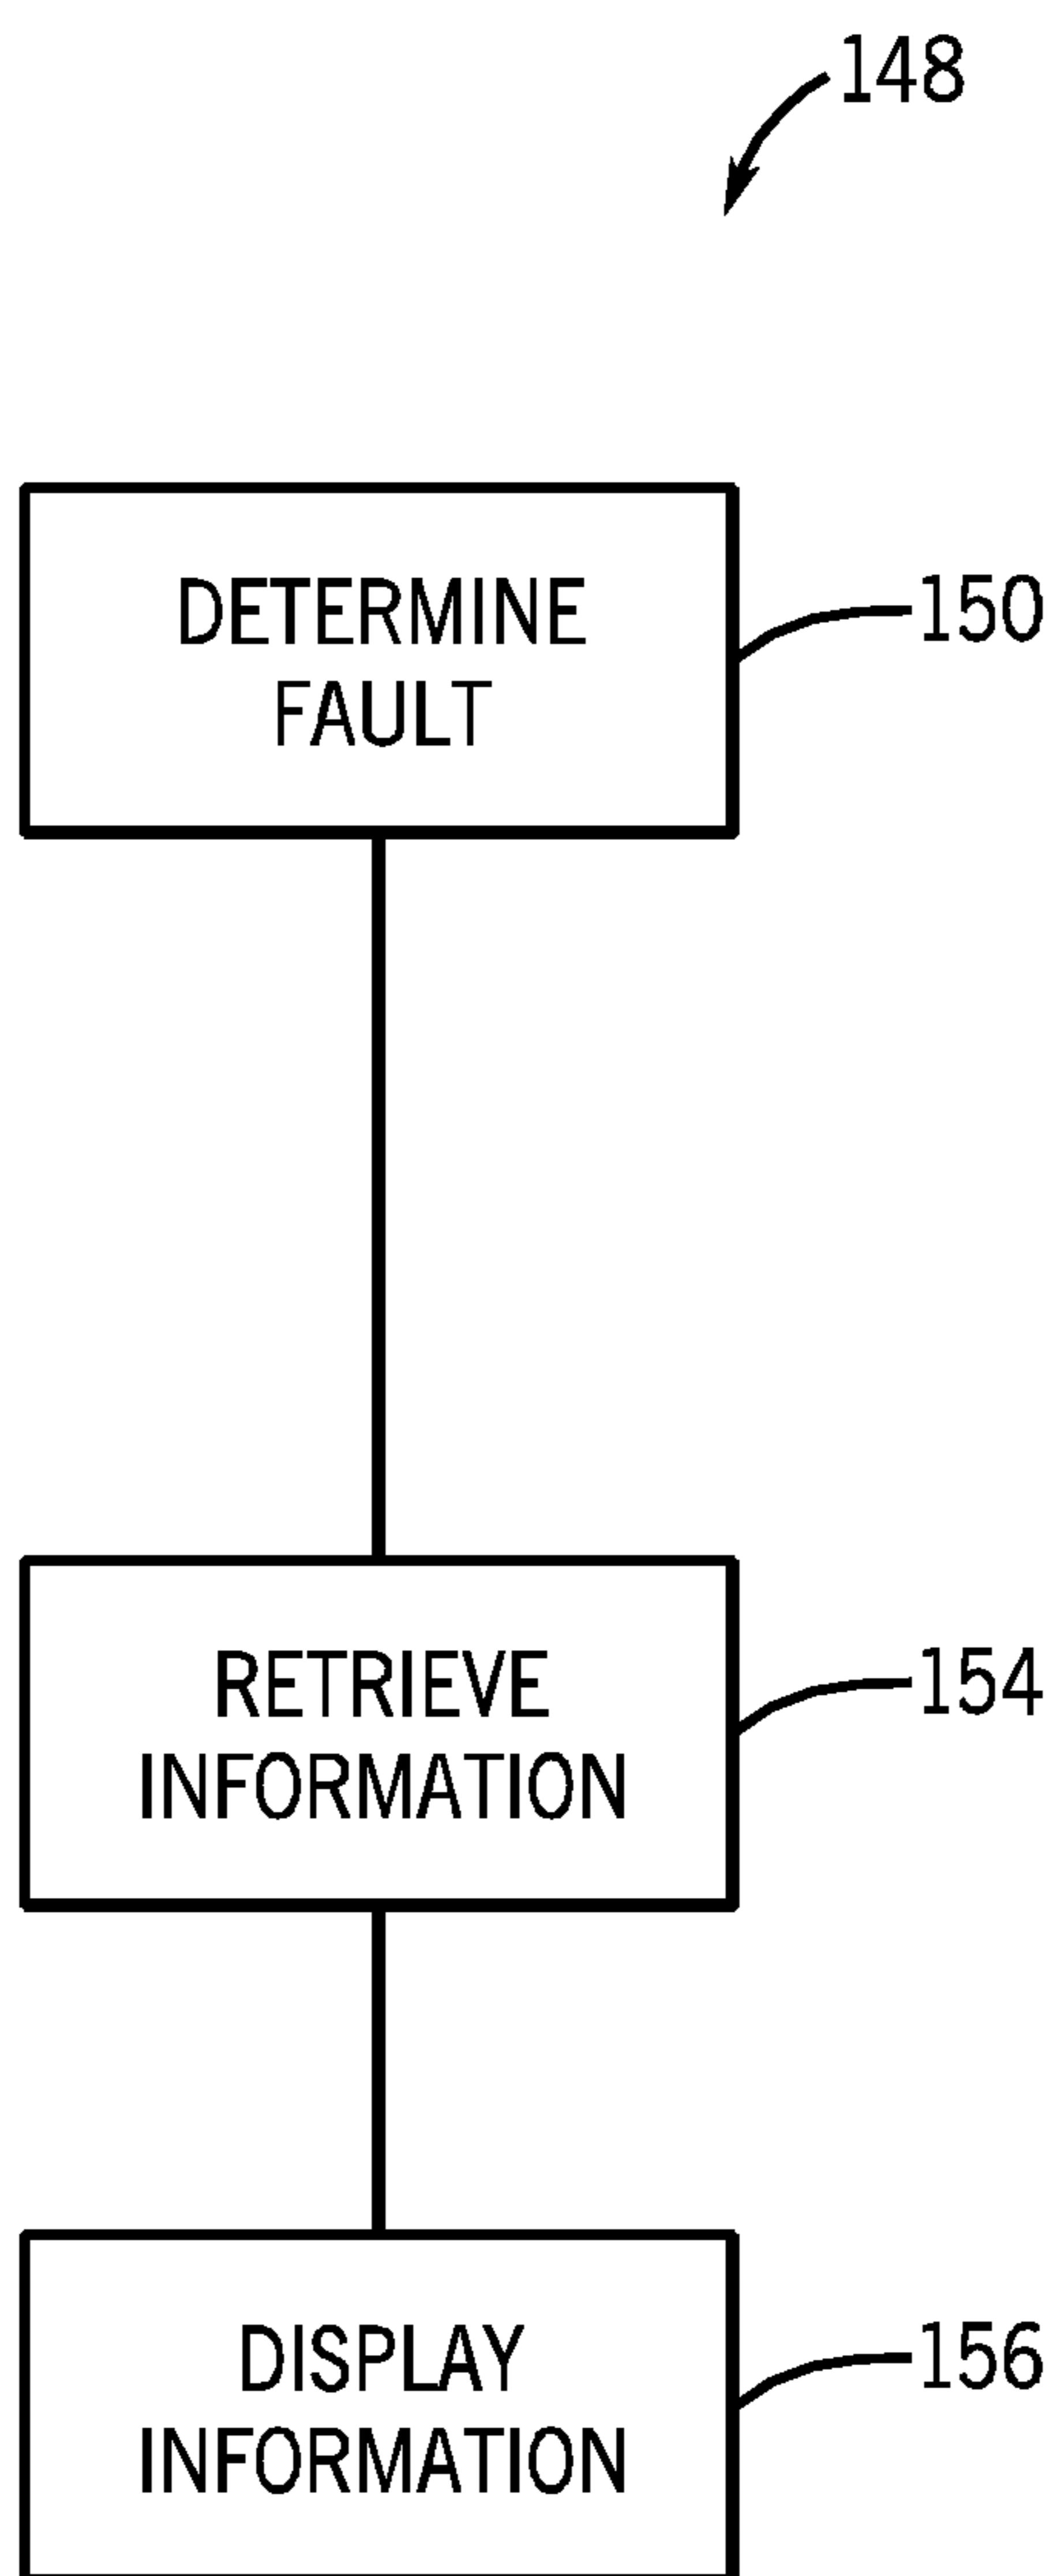 148
DETERMINE
FAULT
150
RETRIEVE
INFORMATION
154
DISPLAY
INFORMATION
156